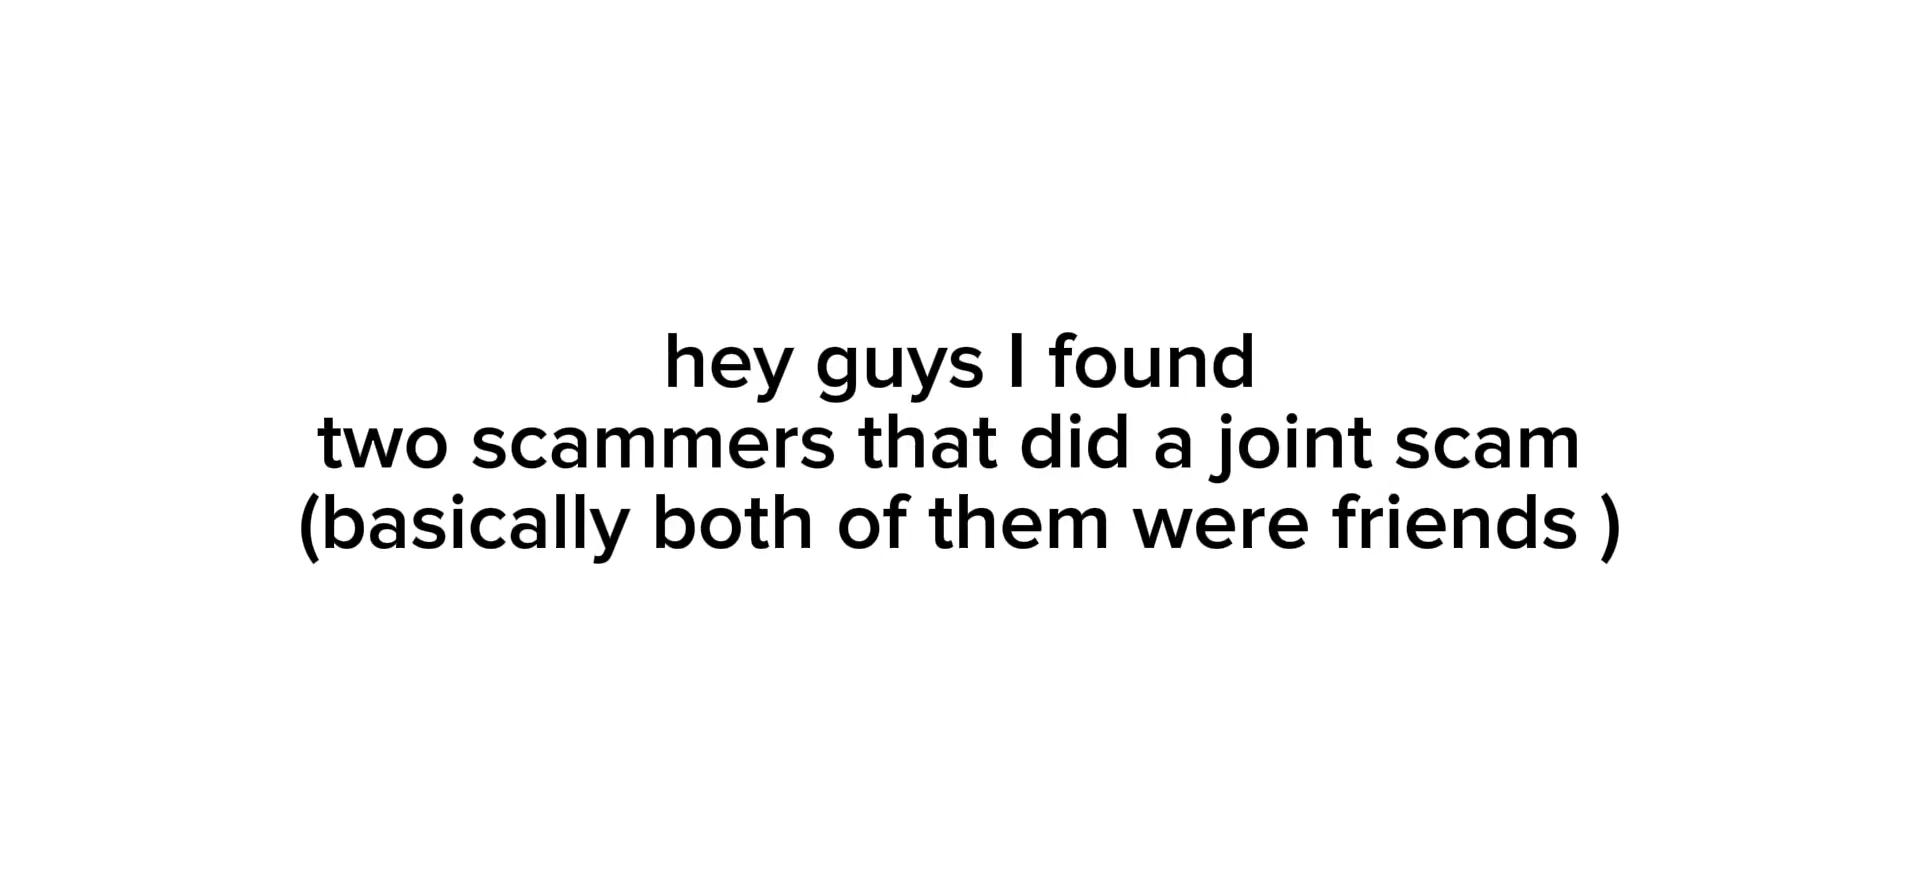 hey guys I found
two scammers that did a joint scam
(basically both of them were friends )